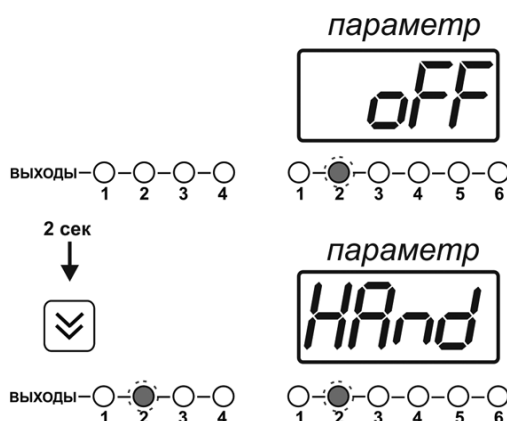 параметр
oFF
ВЫХОДЫ 1 2 3 4
1 2 3 4 5 6
2 сек
параметр
HAnd
ВЫХОДЫ 1 2 3 4
1 2 3 4 5 6